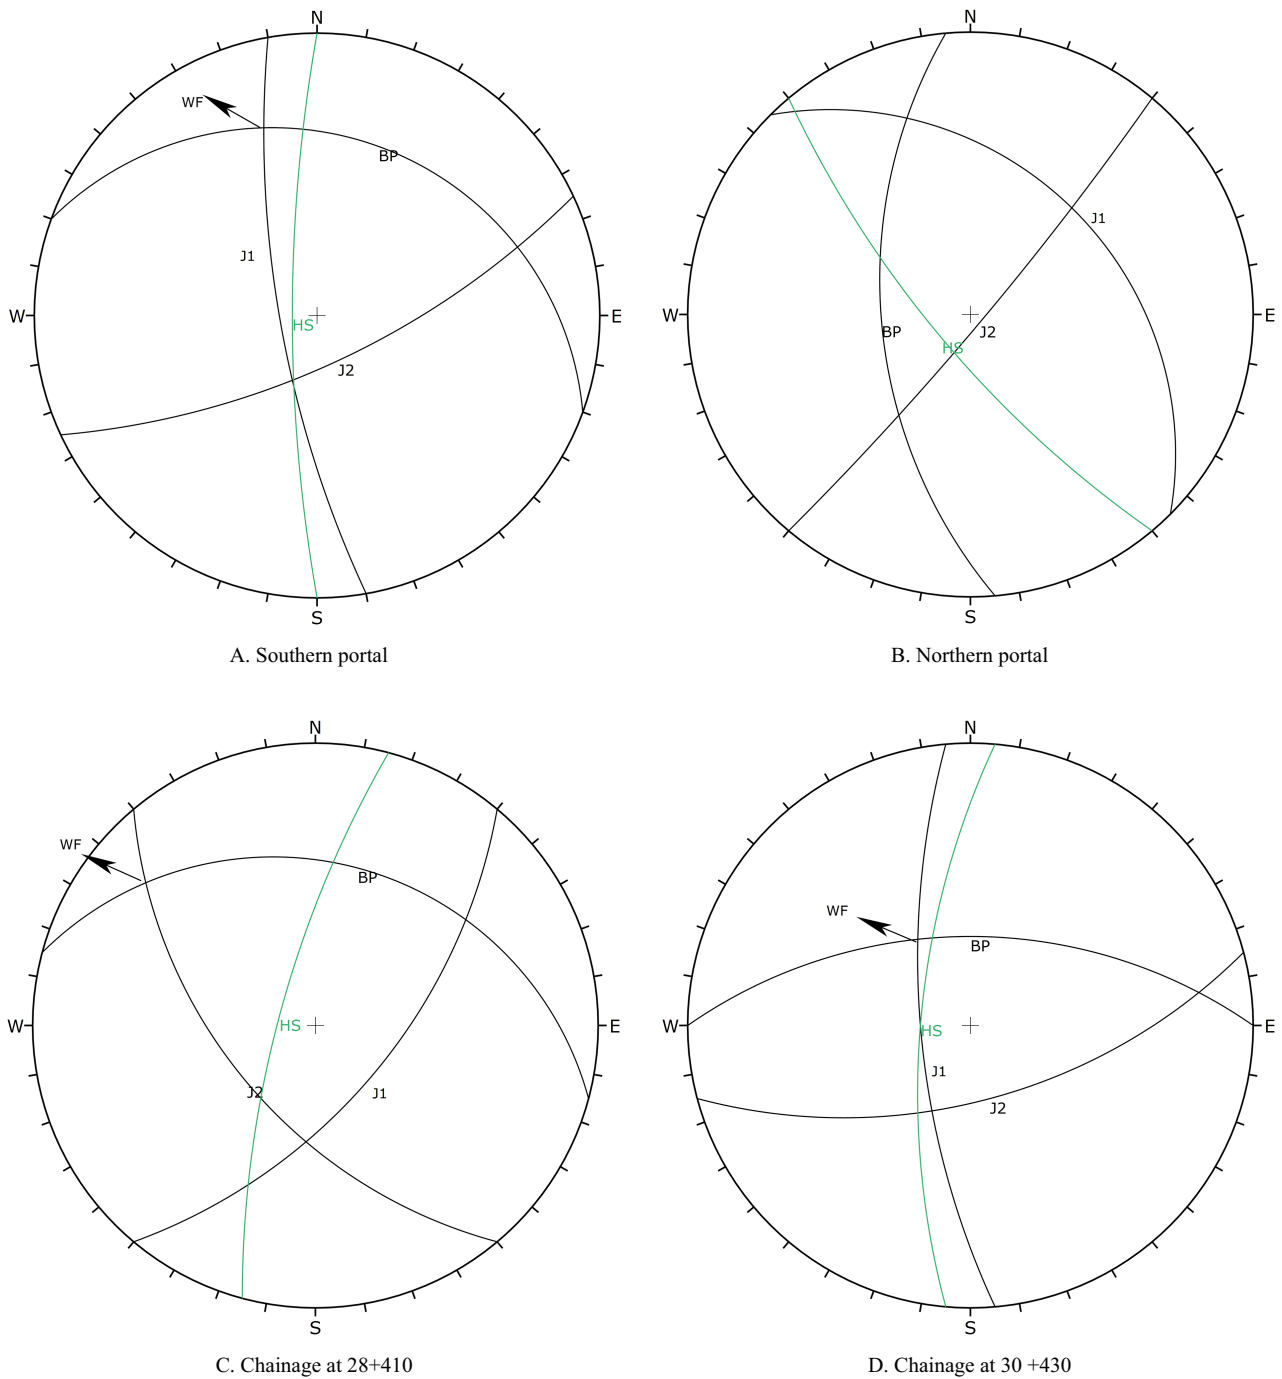 N
WF
BP
J1
W
E
HS
J2
S
A. Southern portal
N
J1
W
E
BP
J2
HS
S
B. Northern portal
N
WF
BP
W
HS
E
J2
J1
S
C. Chainage at 28+410
N
WF
BP
W
E
HS
J1
J2
S
D. Chainage at 30 +430